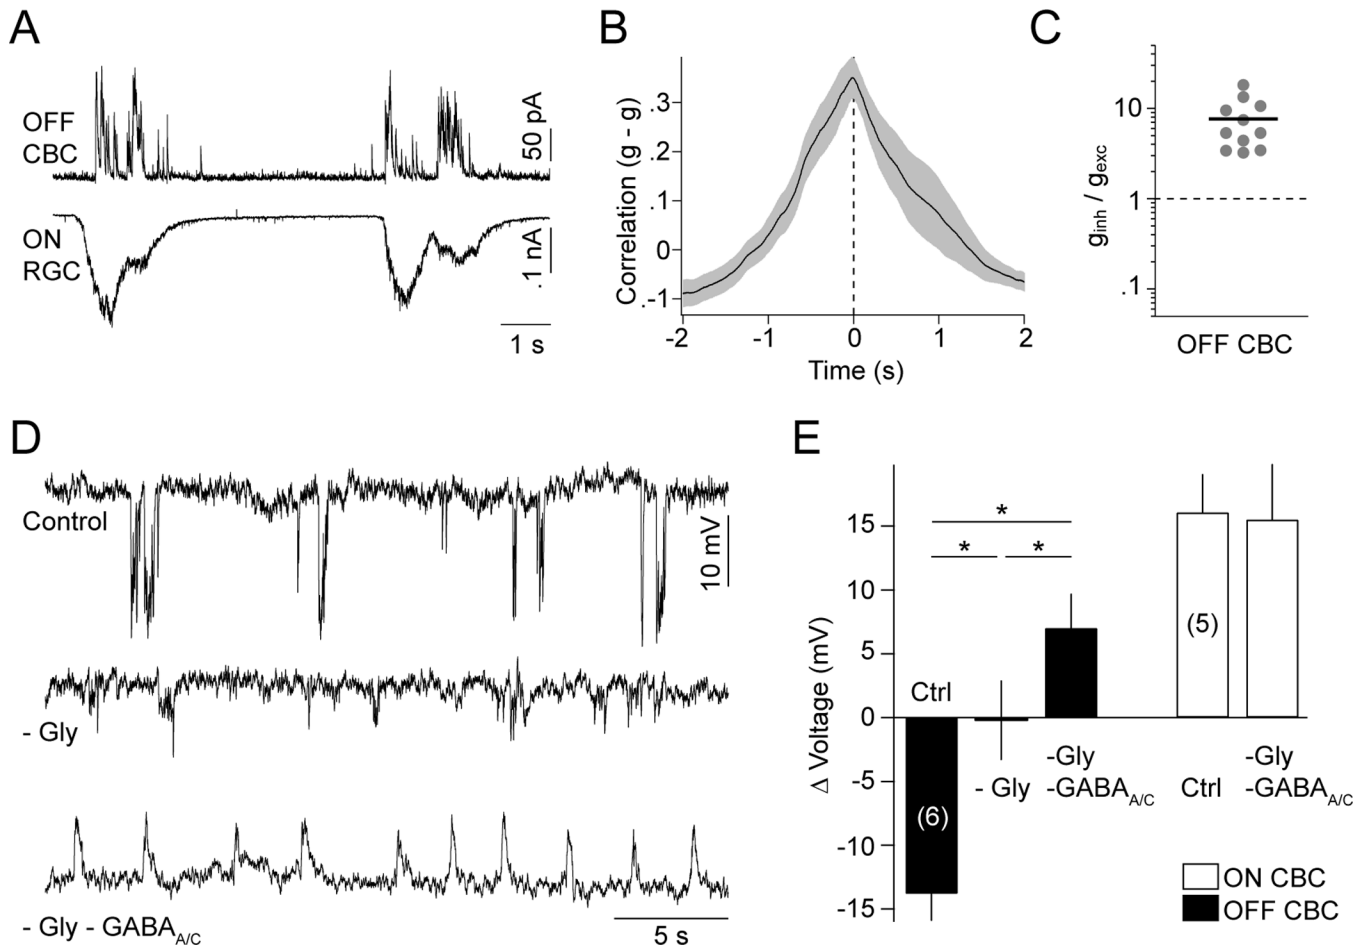 A
OFF
CBC
50 pA
ON
RGC
.1 nA
1 s
B
Correlation (g - g)
.3
.2
.1
0
-.1
-2
-1
0
1
2
Time (s)
C
g_inh / g_exc
10
1
.1
OFF CBC
D
Control
10 mV
- Gly
- Gly - GABA_A/C
5 s
E
Δ Voltage (mV)
15
10
5
0
-5
-10
-15
*
* *
Ctrl
(6)
- Gly
-Gly
-GABA_A/C
(5)
Ctrl
-Gly
-GABA_A/C
ON CBC
OFF CBC